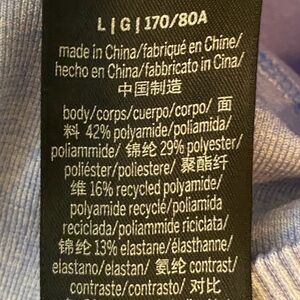 L | G | 170/80A
made in China/fabriqué en Chine/
hecho en China/fabbricato in Cina/
中国制造
body/corps/cuerpo/corpo/ 面
料 42% polyamide/poliamida/
poliammide/ 锦纶 29% polyester/
poliéster/poliestere/ 聚酯纤
维 16% recycled polyamide/
polyamide recyclé/poliamida
reciclada/poliammide riciclata/
锦纶 13% elastane/élasthanne/
elastano/elastan/ 氨纶 contrast/
contraste/contrasto/ 对比